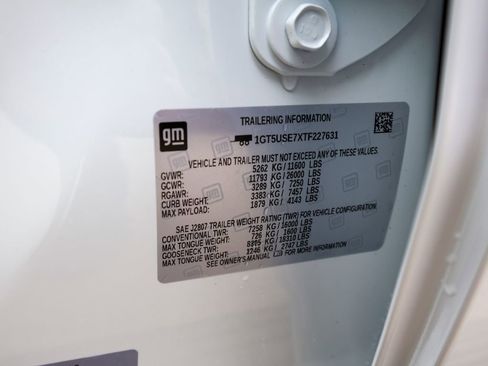 TRAILERING INFORMATION
gm
1GT5USE7XTF227631
VEHICLE AND TRAILER MUST NOT EXCEED ANY OF THESE VALUES
GVWR: 5262 KG/11600 LBS
GCWR: 11793 KG/26000 LBS
RGAWR: 3289 KG/ 7250 LBS
CURB WEIGHT: 3383 KG/ 7457 LBS
MAX PAYLOAD: 1879 KG/ 4143 LBS
SAE J2807 TRAILER WEIGHT RATING (TWR) FOR VEHICLE CONFIGURATION.
CONVENTIONAL TWR: 7258 KG/16000 LBS
MAX TONGUE WEIGHT: 726 KG/ 1600 LBS
GOOSENECK TWR: 8305 KG/18310 LBS
MAX TONGUE WEIGHT: 1246 KG/ 2747 LBS
SEE OWNER'S MANUAL FOR MORE INFORMATION